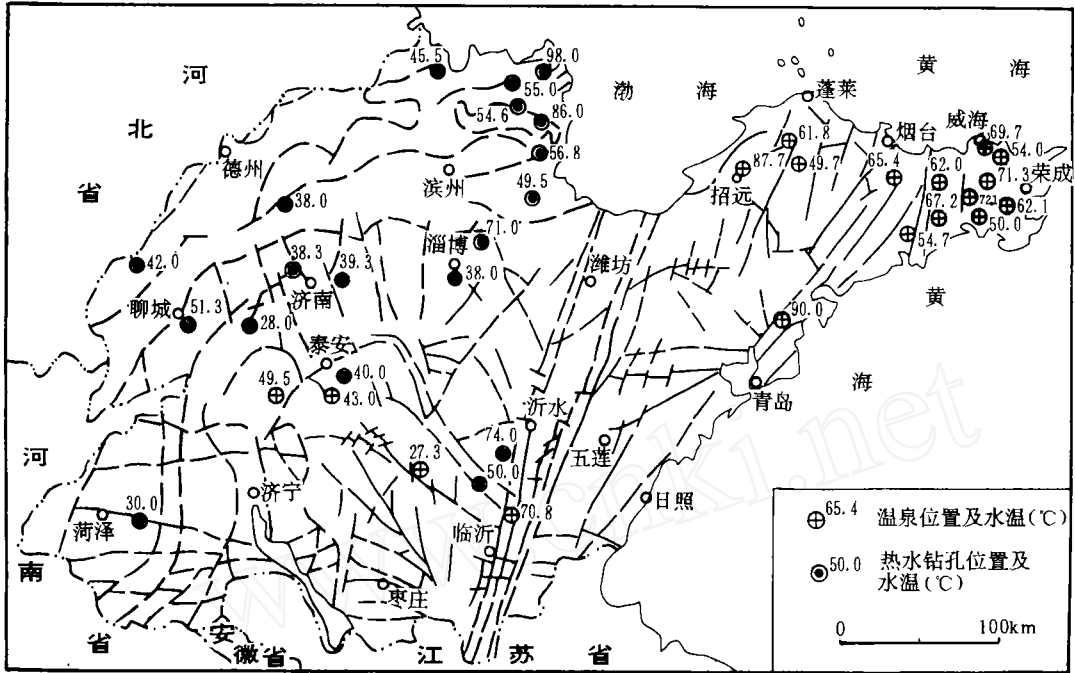 45.5
98.0
黄
河
海
55.0
渤
海
蓬莱
54.6
86.0
北
61.8
烟台
威海
69.7
54.0
56.8
德州
87.7
49.7
65.4
62.0
71.3
荣成
滨州
招远
省
49.5
38.0
67.2
72.1
62.1
50.0
54.7
71.0
淄博
42.0
38.3
39.3
38.0
潍坊
济南
黄
聊城
51.3
28.0
90.0
泰安
40.0
海
49.5
43.0
青岛
沂水
74.0
27.3
五莲
河
50.0
济宁
日照
30.0
70.8
菏泽
临沂
南
枣庄
省
安
徽省
江
苏
省
65.4
温泉位置及水温(℃)
50.0
热水钻孔位置及
水温(℃)
0
100km
www.cnki.net